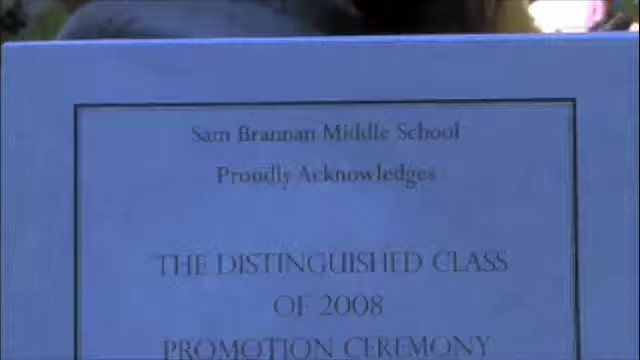 Sam Brannan Middle School
Proudly Acknowledges
THE DISTINGUISHED CLASS
OF 2008
PROMOTION CEREMONY